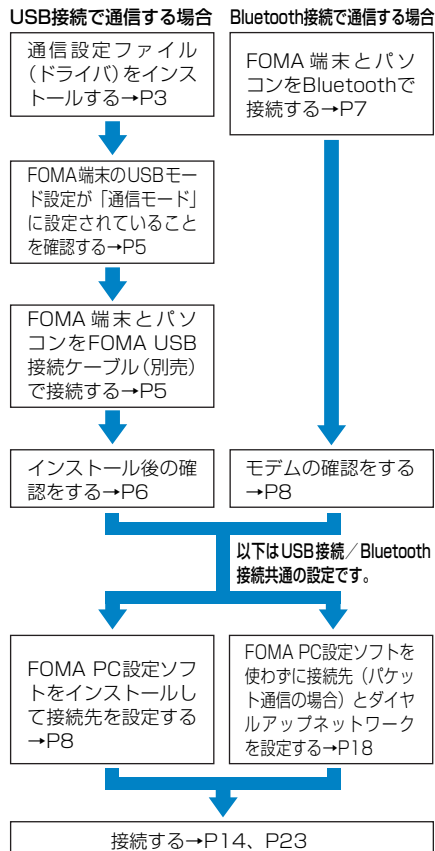 USB接続で通信する場合
通信設定ファイル
（ドライバ）をインス
トールする→P3
FOMA端末のUSBモー
ド設定が「通信モード」
に設定されていること
を確認する→P5
FOMA 端末とパソ
コンをFOMA USB
接続ケーブル（別売）
で接続する→P5
インストール後の確
認をする→P6
Bluetooth接続で通信する場合
FOMA 端末とパソ
コンをBluetoothで
接続する→P7
モデムの確認をする
→P8
以下はUSB接続／Bluetooth
接続共通の設定です。
FOMA PC設定ソフ
トをインストールし
て接続先を設定する
→P8
FOMA PC設定ソフトを
使わずに接続先（パケッ
ト通信の場合）とダイヤ
ルアップネットワーク
を設定する→P18
接続する→P14、P23